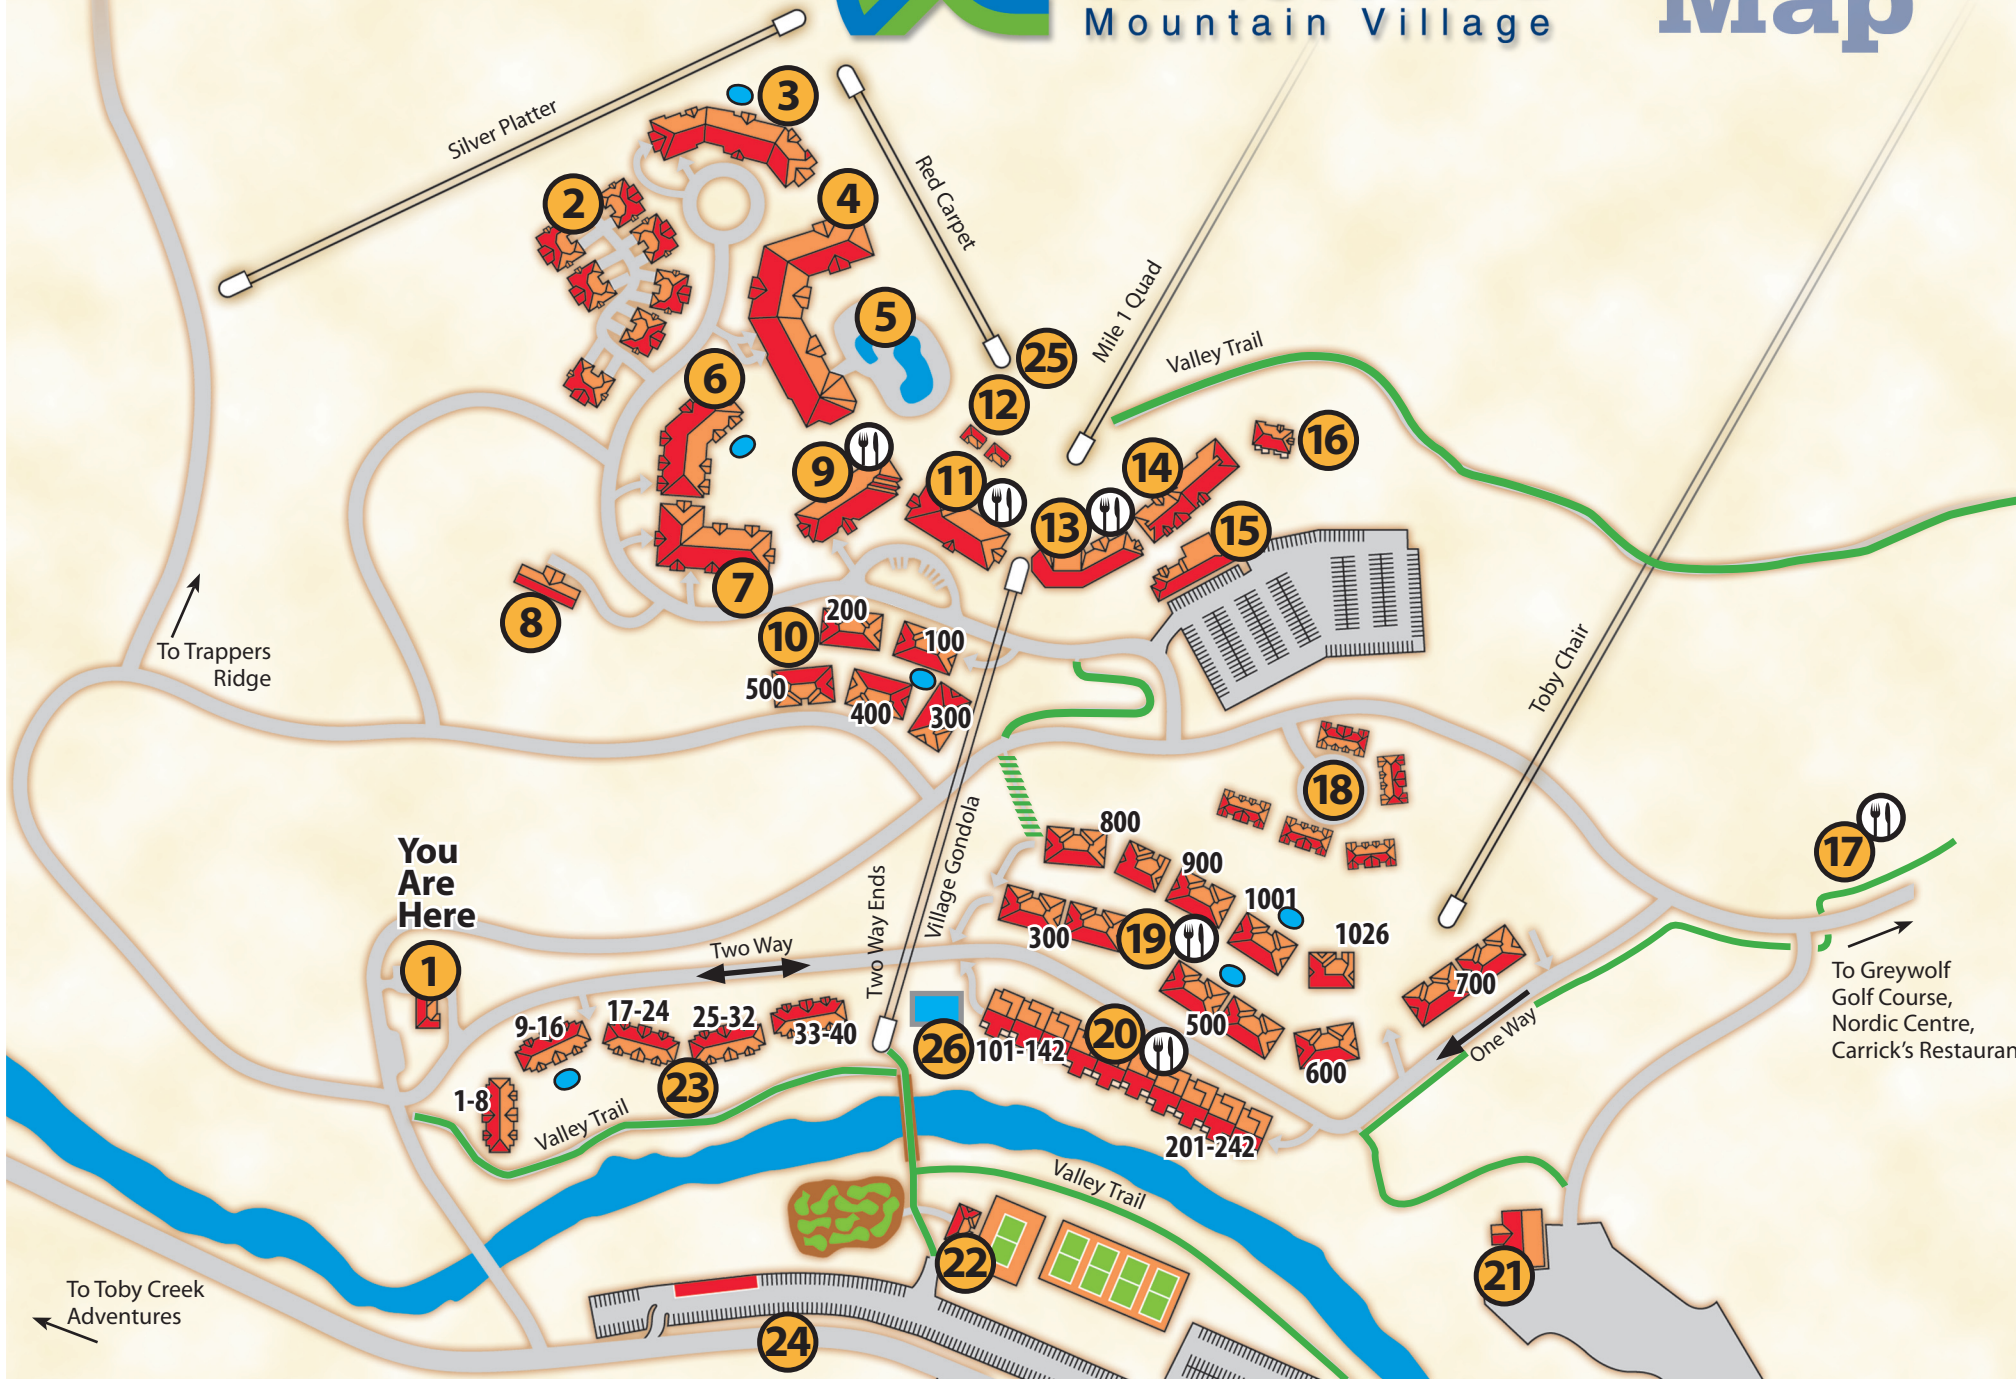 Mountain Village
Map
3
Silver Platter
2
4
Red Carpet
5
25
Mile 1 Quad
Valley Trail
6
12
16
9
11
14
13
15
7
8
10
200
100
500
400
300
To Trappers
Ridge
Toby Chair
18
17
You
Are
Here
1
Two Way
Two Way Ends
Village Gondola
800
900
1001
1026
300
19
700
500
600
One Way
To Greywolf
Golf Course,
Nordic Centre,
Carrick's Restauran
9-16
17-24
25-32
33-40
1-8
23
26
101-142
20
201-242
Valley Trail
Valley Trail
22
21
24
To Toby Creek
Adventures